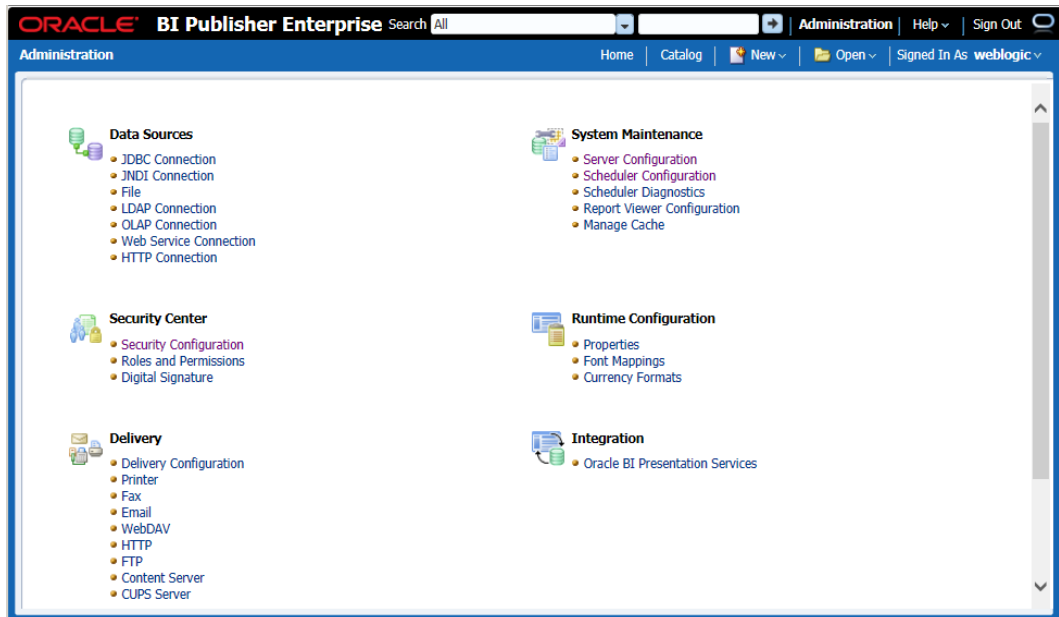 ORACLE BI Publisher Enterprise Search All Administration Help Sign Out
Administration Home Catalog New Open Signed In As weblogic
Data Sources
JDBC Connection
JNDI Connection
File
LDAP Connection
OLAP Connection
Web Service Connection
HTTP Connection
System Maintenance
Server Configuration
Scheduler Configuration
Scheduler Diagnostics
Report Viewer Configuration
Manage Cache
Security Center
Security Configuration
Roles and Permissions
Digital Signature
Runtime Configuration
Properties
Font Mappings
Currency Formats
Delivery
Delivery Configuration
Printer
Fax
Email
WebDAV
HTTP
FTP
Content Server
CUPS Server
Integration
Oracle BI Presentation Services